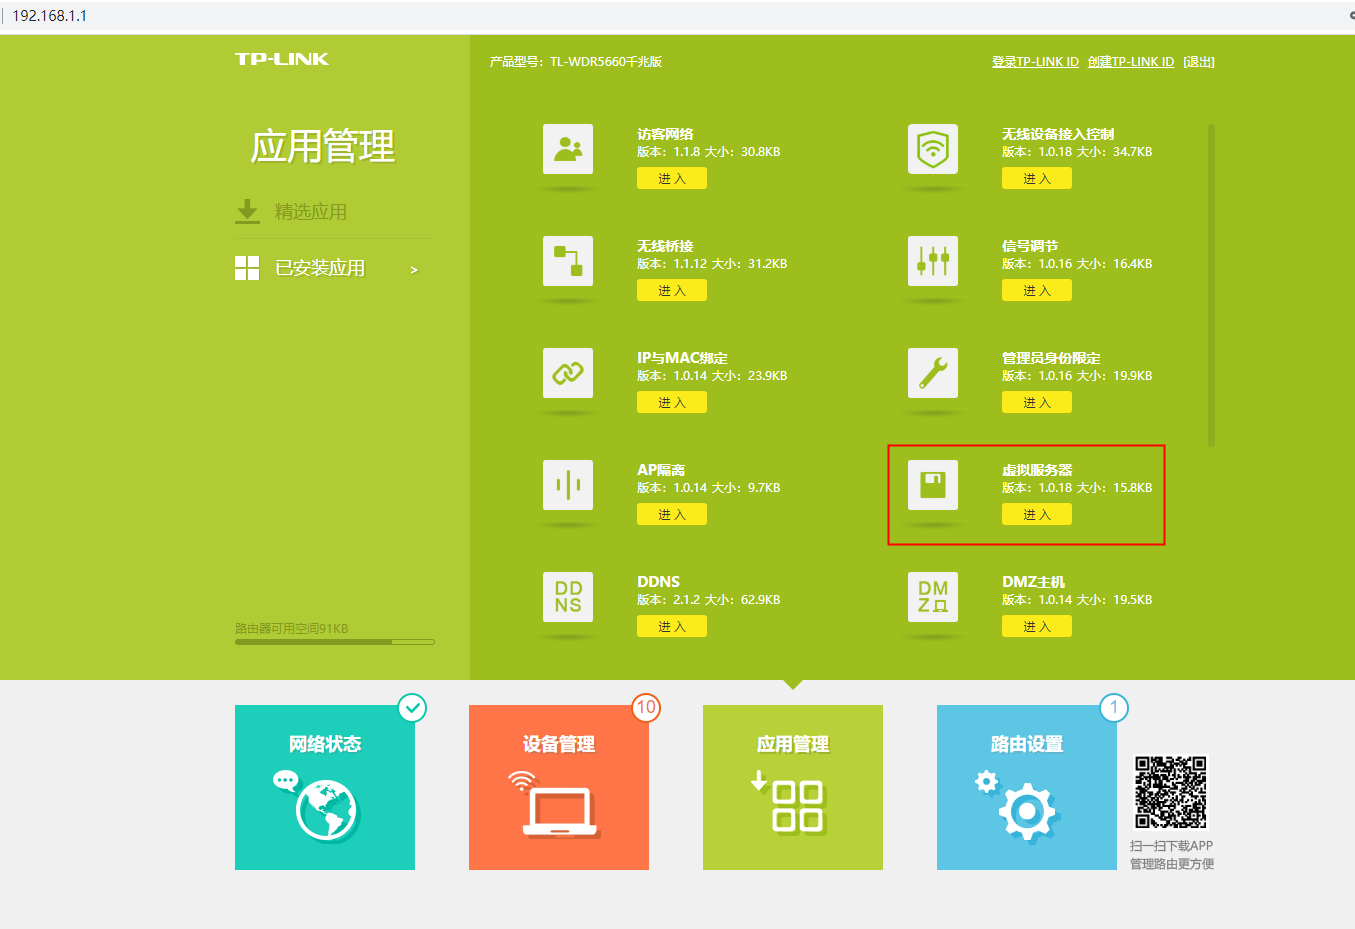 192.168.1.1
TP-LINK
产品型号：TL-WDR5660千兆版
登录TP-LINK ID 创建TP-LINK ID [退出]
应用管理
精选应用
已安装应用 >
路由器可用空间91KB
访客网络
版本：1.1.8 大小：30.8KB
进 入
无线设备接入控制
版本：1.0.18 大小：34.7KB
进 入
无线桥接
版本：1.1.12 大小：31.2KB
进 入
信号调节
版本：1.0.16 大小：16.4KB
进 入
IP与MAC绑定
版本：1.0.14 大小：23.9KB
进 入
管理员身份限定
版本：1.0.16 大小：19.9KB
进 入
AP隔离
版本：1.0.14 大小：9.7KB
进 入
虚拟服务器
版本：1.0.18 大小：15.8KB
进 入
DD
NS
DDNS
版本：2.1.2 大小：62.9KB
进 入
DM
Z
DMZ主机
版本：1.0.14 大小：19.5KB
进 入
网络状态
10
设备管理
应用管理
1
路由设置
扫一扫下载APP
管理路由更方便